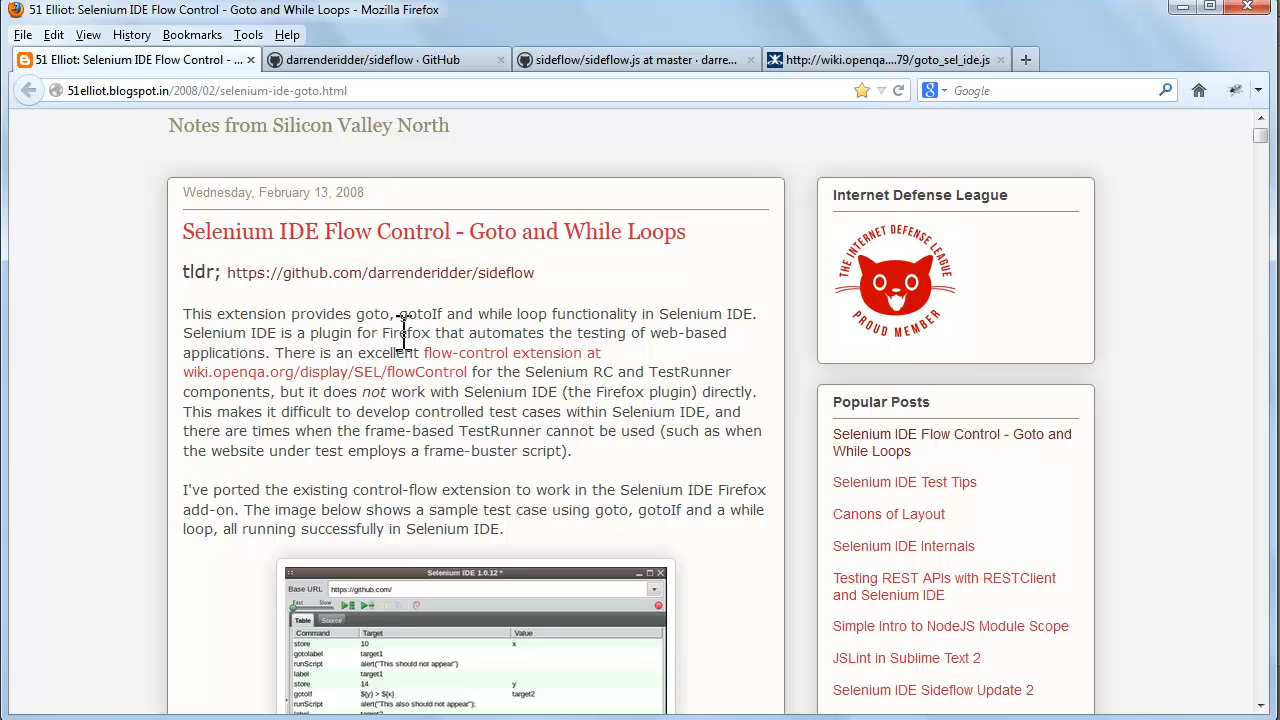 51 Elliot: Selenium IDE Flow Control - Goto and While Loops - Mozilla Firefox
File Edit View History Bookmarks Tools Help
51 Elliot: Selenium IDE Flow Control - ...
darrenderidder/sideflow · GitHub
sideflow/sideflow.js at master · darre...
http://wiki.openqa....79/goto_sel_ide.js
51elliot.blogspot.in/2008/02/selenium-ide-goto.html
Google
Notes from Silicon Valley North
Wednesday, February 13, 2008
Selenium IDE Flow Control - Goto and While Loops
tldr; https://github.com/darrenderidder/sideflow
This extension provides goto, gotoIf and while loop functionality in Selenium IDE.
Selenium IDE is a plugin for Firefox that automates the testing of web-based
applications. There is an excellent flow-control extension at
wiki.openqa.org/display/SEL/flowControl for the Selenium RC and TestRunner
components, but it does not work with Selenium IDE (the Firefox plugin) directly.
This makes it difficult to develop controlled test cases within Selenium IDE, and
there are times when the frame-based TestRunner cannot be used (such as when
the website under test employs a frame-buster script).
I've ported the existing control-flow extension to work in the Selenium IDE Firefox
add-on. The image below shows a sample test case using goto, gotoIf and a while
loop, all running successfully in Selenium IDE.
Selenium IDE 1.0.12 *
Base URL https://github.com/
Fast Slow
Table Source
Command Target Value
store 10 x
gotolabel target1
runScript alert("This should not appear")
label target1
store 14 y
gotoIf ${y} > ${x} target2
runScript alert("This also should not appear");
label target2
Internet Defense League
THE INTERNET DEFENSE LEAGUE
PROUD MEMBER
Popular Posts
Selenium IDE Flow Control - Goto and
While Loops
Selenium IDE Test Tips
Canons of Layout
Selenium IDE Internals
Testing REST APIs with RESTClient
and Selenium IDE
Simple Intro to NodeJS Module Scope
JSLint in Sublime Text 2
Selenium IDE Sideflow Update 2